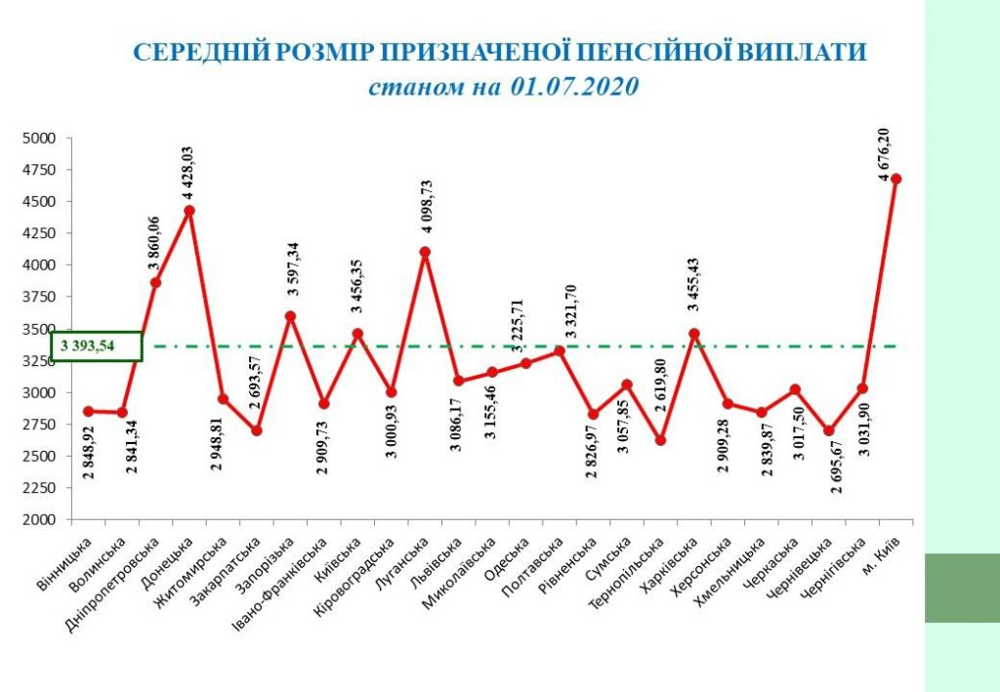 СЕРЕДНІЙ РОЗМІР ПРИЗНАЧЕНОЇ ПЕНСІЙНОЇ ВИПЛАТИ
станом на 01.07.2020
5000
4750
4500
4250
4000
3750
3500
3250
3000
2750
2500
2250
2000
3 393,54
2 848,92
2 841,34
3 860,06
4 428,03
2 948,81
2 693,57
3 597,34
2 909,73
3 456,35
3 000,93
4 098,73
3 086,17
3 155,46
3 225,71
3 321,70
2 826,97
3 057,85
2 619,80
3 455,43
2 909,28
2 839,87
3 017,50
2 695,67
3 031,90
4 676,20
Вінницька
Волинська
Дніпропетровська
Донецька
Житомирська
Закарпатська
Запорізька
Івано-Франківська
Київська
Кіровоградська
Луганська
Львівська
Миколаївська
Одеська
Полтавська
Рівненська
Сумська
Тернопільська
Харківська
Херсонська
Хмельницька
Черкаська
Чернівецька
Чернігівська
м. Київ